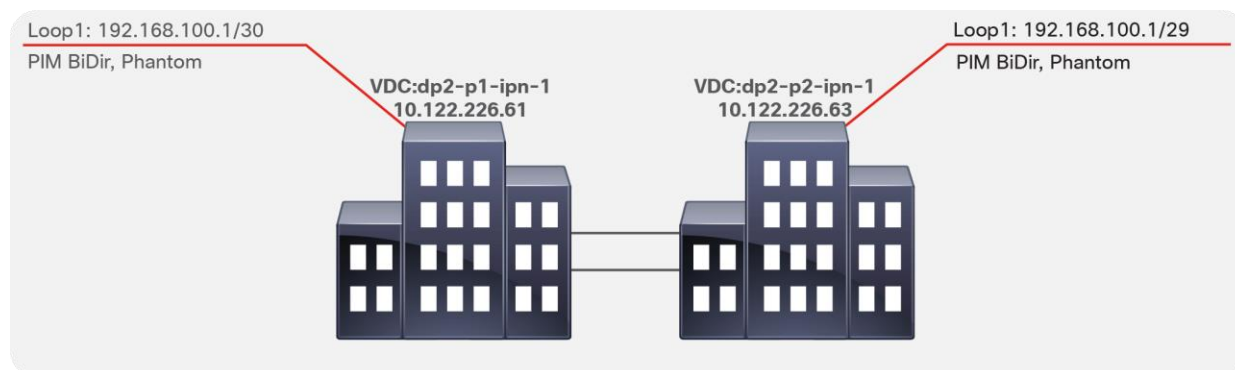 Loop1: 192.168.100.1/30
PIM BiDir, Phantom
Loop1: 192.168.100.1/29
PIM BiDir, Phantom
VDC:dp2-p1-ipn-1
10.122.226.61
VDC:dp2-p2-ipn-1
10.122.226.63